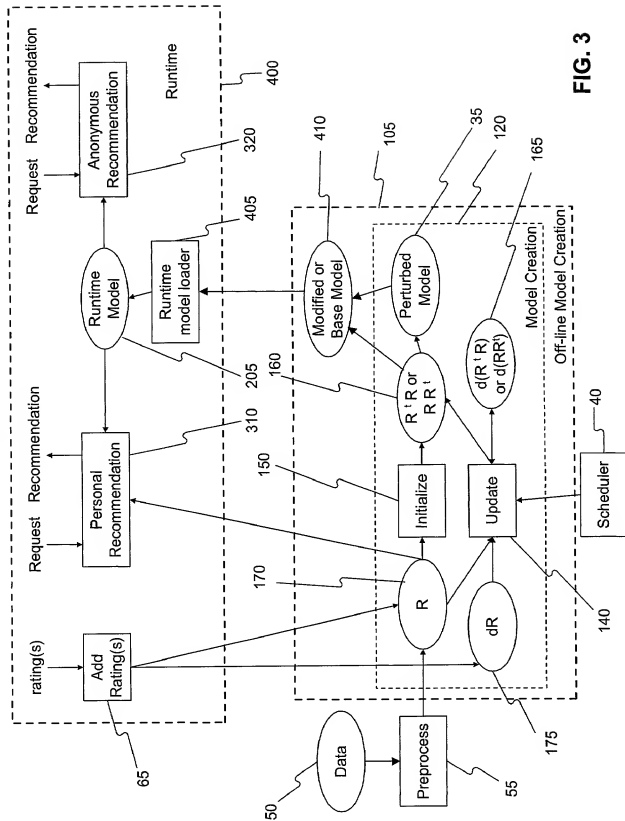 ratings(s)
Add
Rating(s)
65
Request
Recommendation
Personal
Recommendation
310
Runtime
Model
205
Runtime
model loader
405
Request
Recommendation
Anonymous
Recommendation
320
Runtime
400
Data
50
Preprocess
55
R
170
dR
175
Initialize
150
Update
140
R t R or
R R t
160
d(R t R)
or d(RR t)
165
Perturbed
Model
35
Modified or
Base Model
410
105
120
Model Creation
Off-line Model Creation
Scheduler
40
FIG. 3